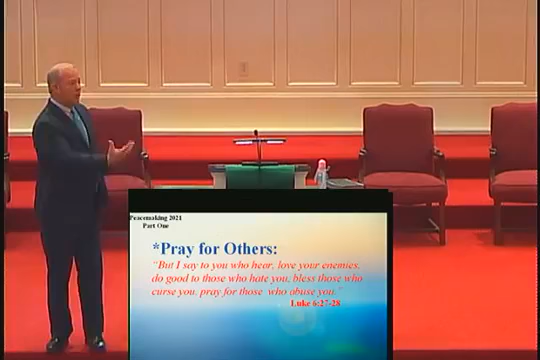 Peacemaking 2021
Part One
*Pray for Others:
"But I say to you who hear, love your enemies,
do good to those who hate you, bless those who
curse you, pray for those who abuse you."
Luke 6:27-28